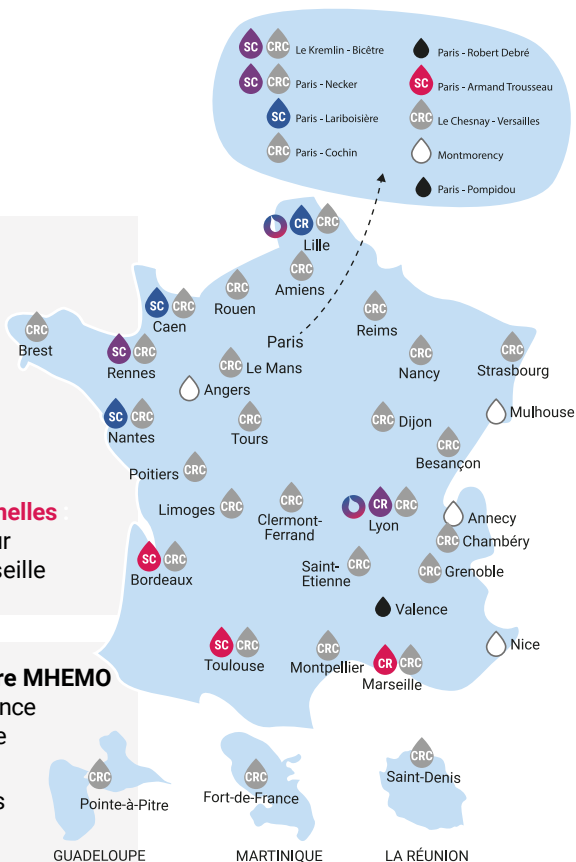 SC CRC Le Kremlin - Bicêtre
SC CRC Paris - Necker
SC Paris - Lariboisière
CRC Paris - Cochin
Paris - Robert Debré
SC Paris - Armand Trousseau
CRC Le Chesnay - Versailles
Montmorency
Paris - Pompidou
CR CRC
Lille
CRC
Amiens
CRC
Rouen
SC CRC
Caen
CRC
Brest
SC CRC
Rennes
Paris
CRC
Reims
CRC
Nancy
CRC
Strasbourg
CRC Le Mans
Angers
SC CRC
Nantes
CRC
Tours
CRC Dijon
Mulhouse
CRC
Besançon
Poitiers CRC
Limoges CRC
CRC
Clermont-
Ferrand
CR CRC
Lyon
Annecy
CRC Chambéry
SC CRC
Bordeaux
Saint-
Etienne
CRC
CRC Grenoble
Valence
SC CRC
Toulouse
CRC
Montpellier
CR CRC
Marseille
Nice
nelles :
ur
seille
re MHEMO
nce
e
s
CRC
Pointe-à-Pitre
CRC
Fort-de-France
CRC
Saint-Denis
GUADELOUPE
MARTINIQUE
LA RÉUNION